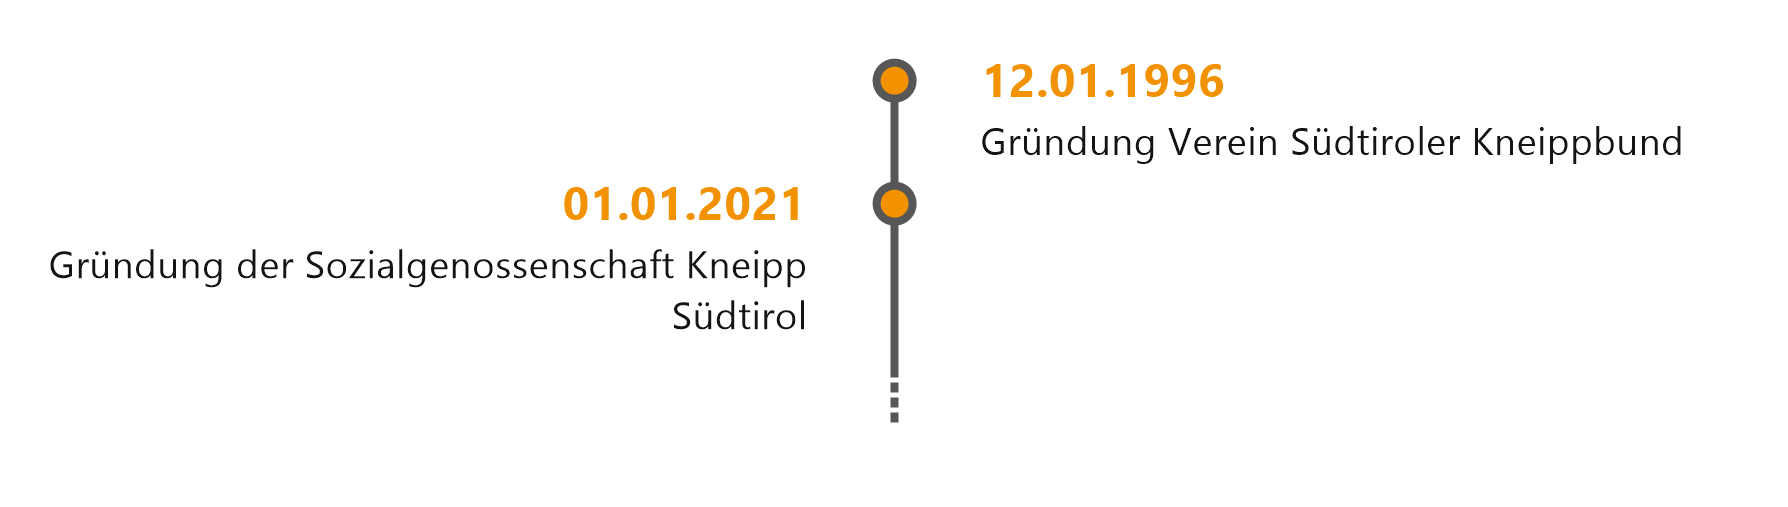 12.01.1996
Gründung Verein Südtiroler Kneippbund
01.01.2021
Gründung der Sozialgenossenschaft Kneipp
Südtirol